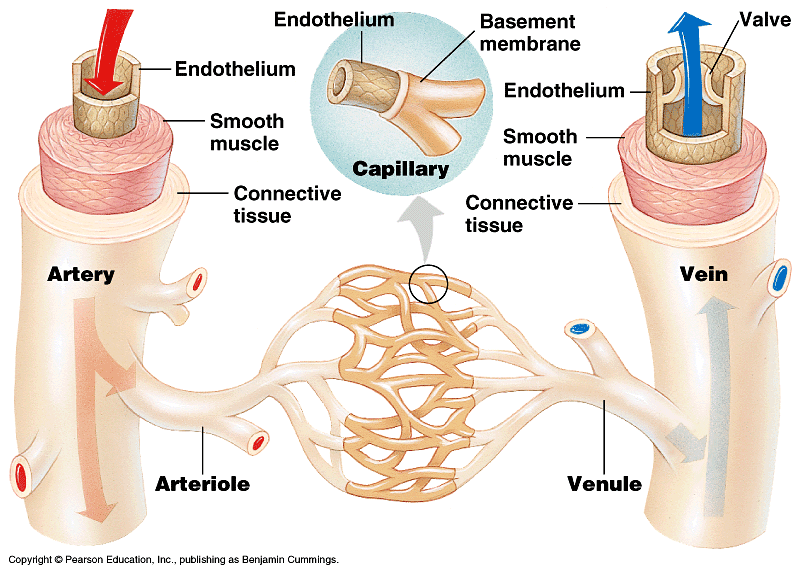 Endothelium
Smooth
muscle
Connective
tissue
Artery
Arteriole
Endothelium
Basement
membrane
Capillary
Valve
Endothelium
Smooth
muscle
Connective
tissue
Vein
Venule
Copyright © Pearson Education, Inc., publishing as Benjamin Cummings.